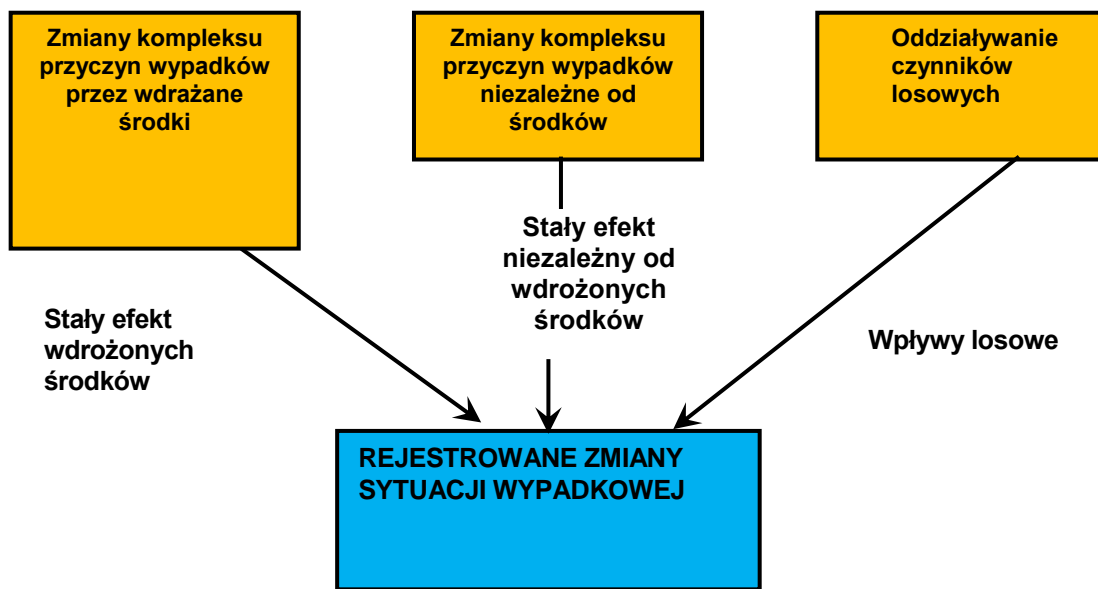 Zmiany kompleksu
przyczyn wypadków
przez wdrażane
środki
Zmiany kompleksu
przyczyn wypadków
niezależne od
środków
Oddziaływanie
czynników
losowych
Stały efekt
niezależny od
wdrożonych
środków
Stały efekt
wdrożonych
środków
Wpływy losowe
REJESTROWANE ZMIANY
SYTUACJI WYPADKOWEJ